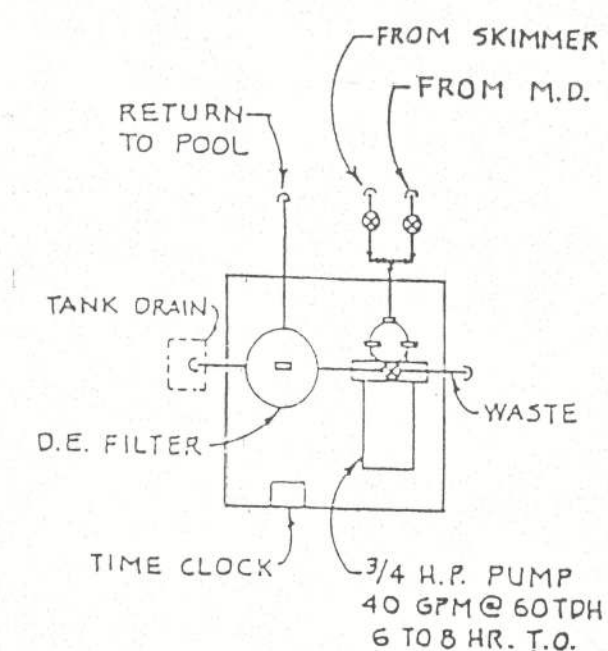 FROM SKIMMER
FROM M.D.
RETURN
TO POOL
TANK DRAIN
WASTE
D.E. FILTER
TIME CLOCK
3/4 H.P. PUMP
40 GPM @ 60TDH
6 TO 8 HR. T.O.